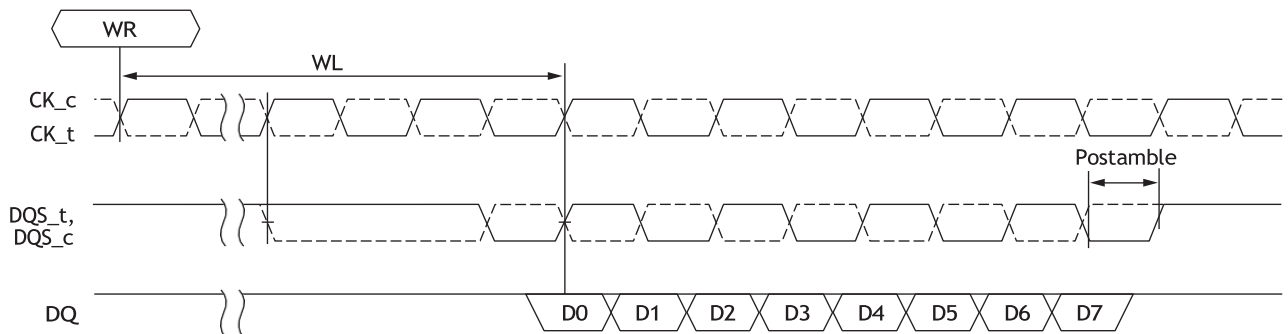 WR
WL
CK_c
CK_t
Postamble
DQS_t,
DQS_c
DQ
D0 D1 D2 D3 D4 D5 D6 D7